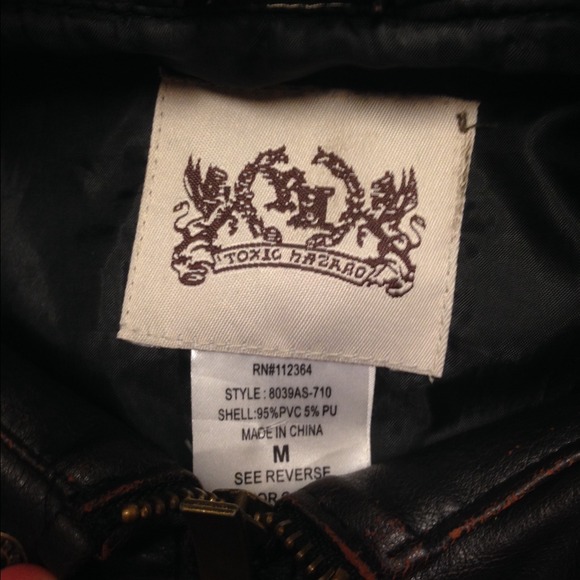 TOXIC HAZARD
RN#112364
STYLE : 8039AS-710
SHELL:95%PVC 5% PU
MADE IN CHINA
M
SEE REVERSE